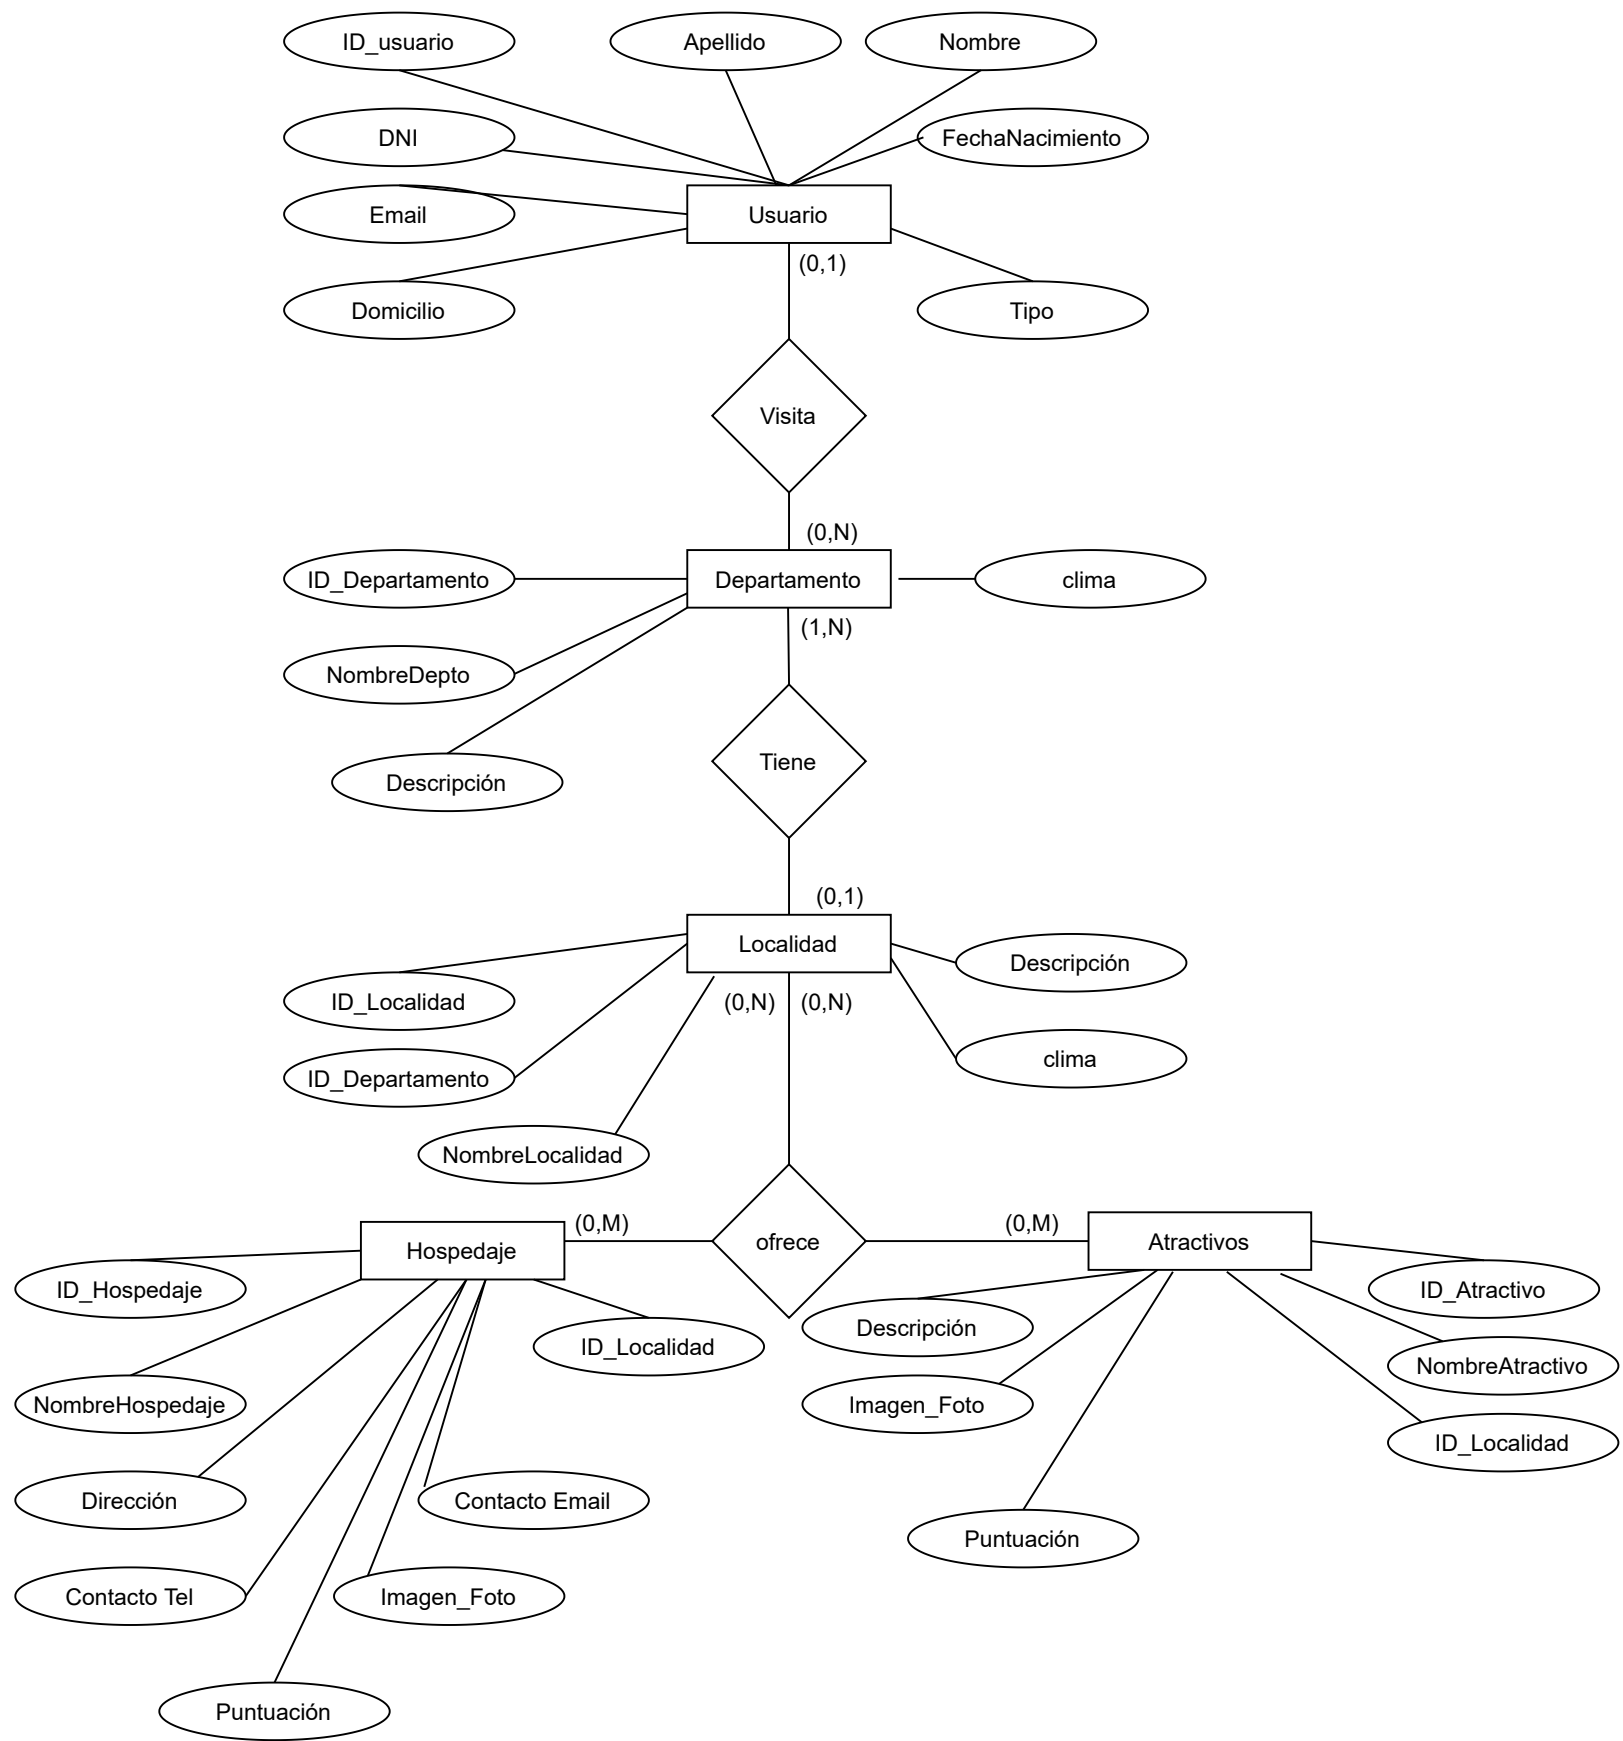 ID_usuario
Apellido
Nombre
DNI
FechaNacimiento
Email
Usuario
(0,1)
Domicilio
Tipo
Visita
(0,N)
ID_Departamento
Departamento
clima
(1,N)
NombreDepto
Tiene
Descripción
(0,1)
Localidad
Descripción
ID_Localidad
(0,N)
(0,N)
clima
ID_Departamento
NombreLocalidad
(0,M)
(0,M)
Hospedaje
ofrece
Atractivos
ID_Hospedaje
ID_Atractivo
Descripción
ID_Localidad
NombreAtractivo
NombreHospedaje
Imagen_Foto
ID_Localidad
Dirección
Contacto Email
Puntuación
Contacto Tel
Imagen_Foto
Puntuación